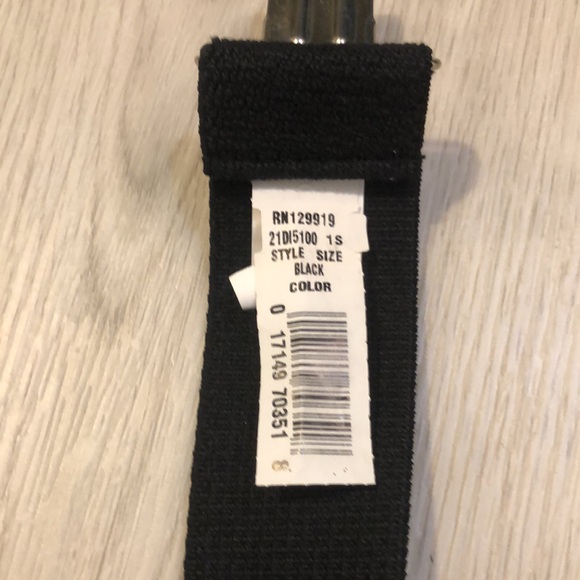 RN129919
21DI5100 1S
STYLE SIZE
BLACK
COLOR
0 17149 70351 8